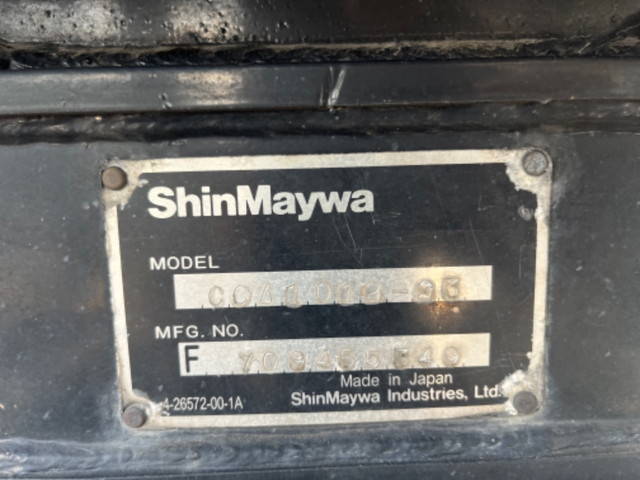 ShinMaywa
MODEL
MFG. NO.
F
Made in Japan
4-26572-00-1A
ShinMaywa Industries, Ltd.